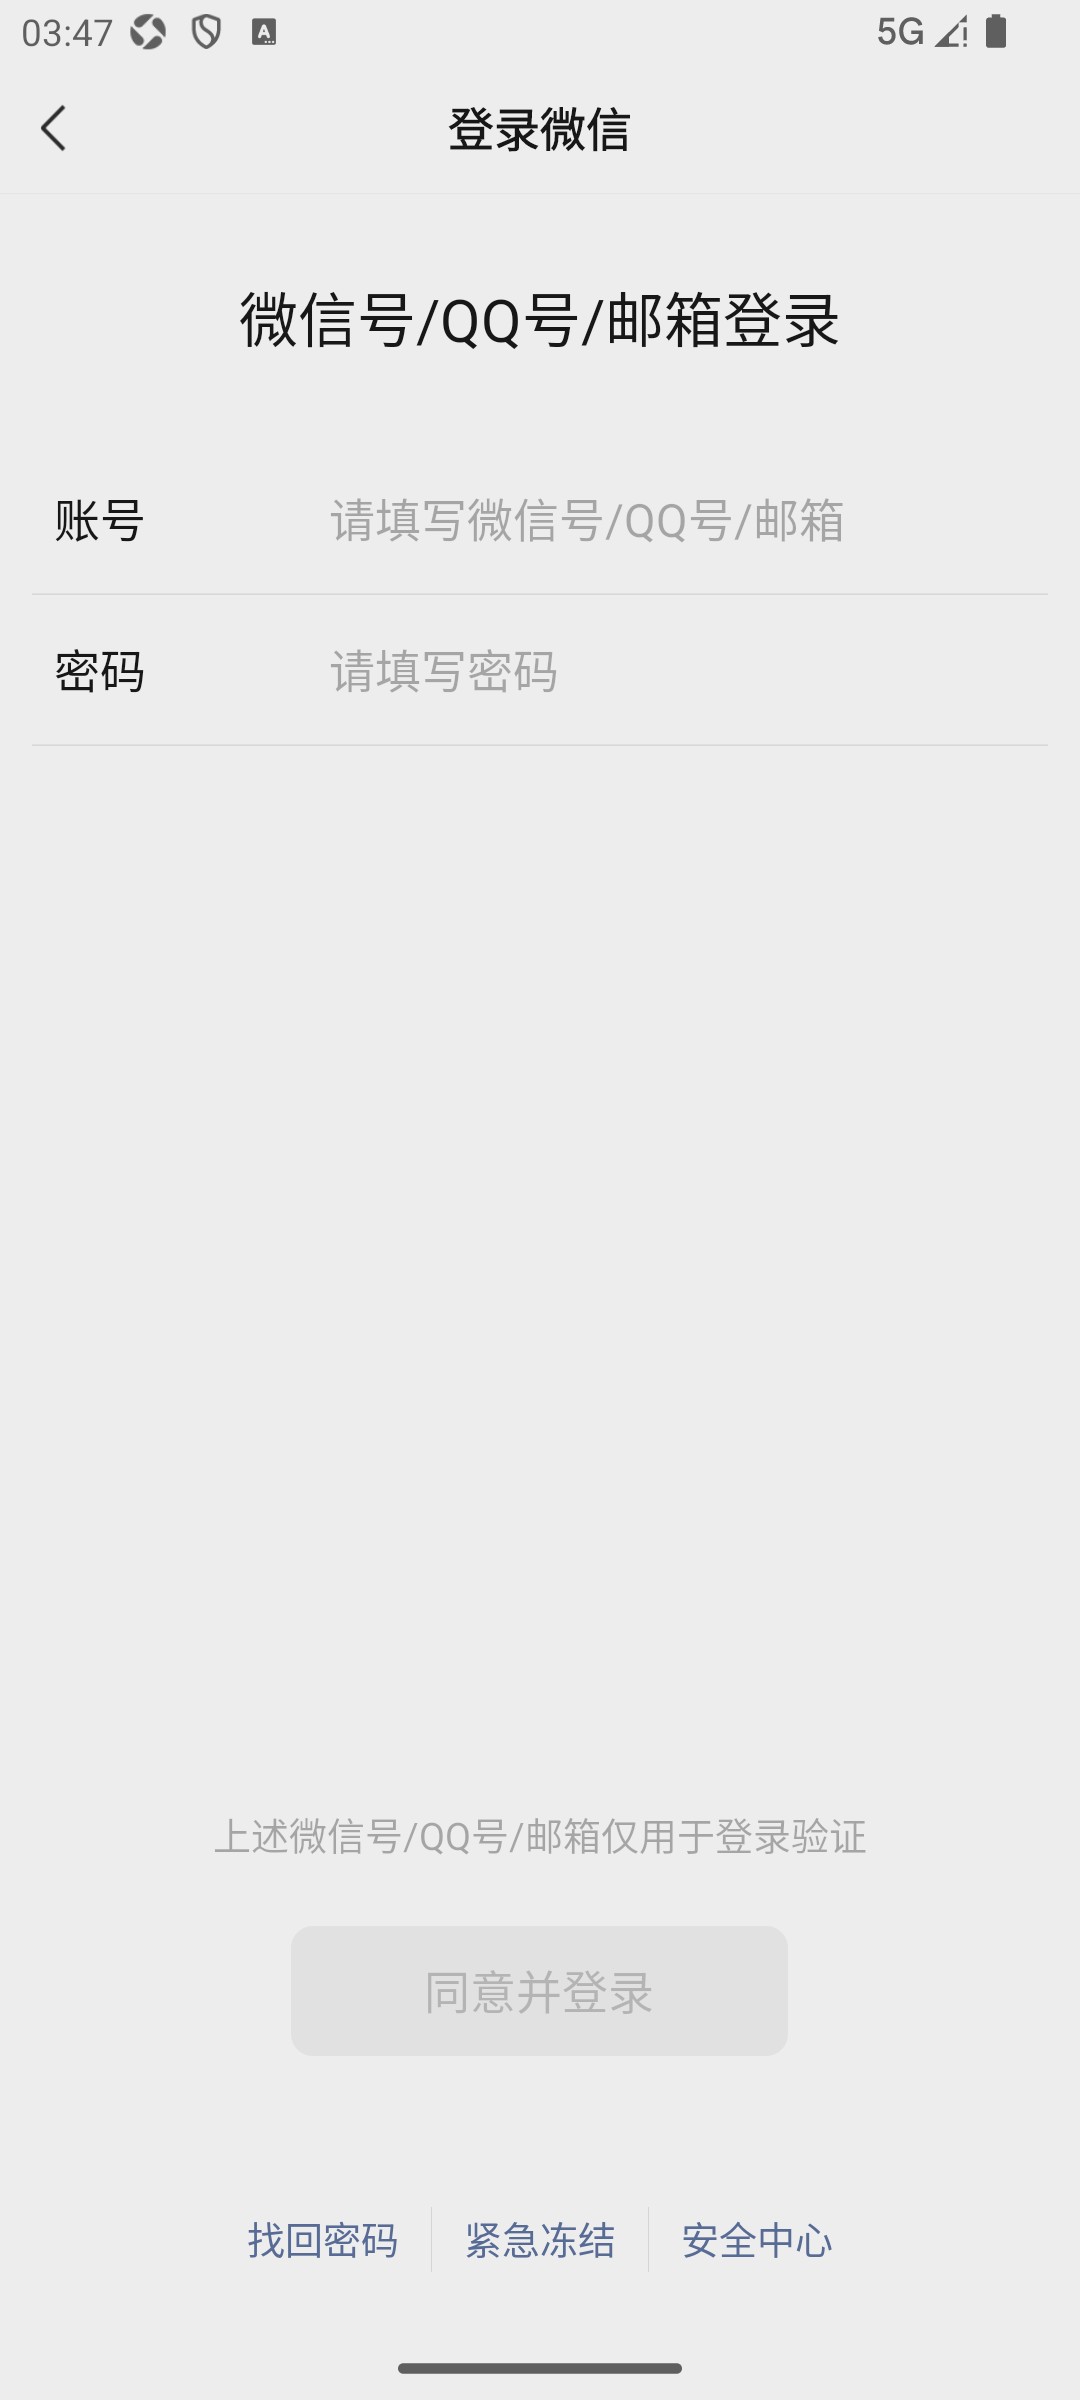 03:47
5G
登录微信
微信号/QQ号/邮箱登录
账号 请填写微信号/QQ号/邮箱
密码 请填写密码
上述微信号/QQ号/邮箱仅用于登录验证
同意并登录
找回密码 紧急冻结 安全中心